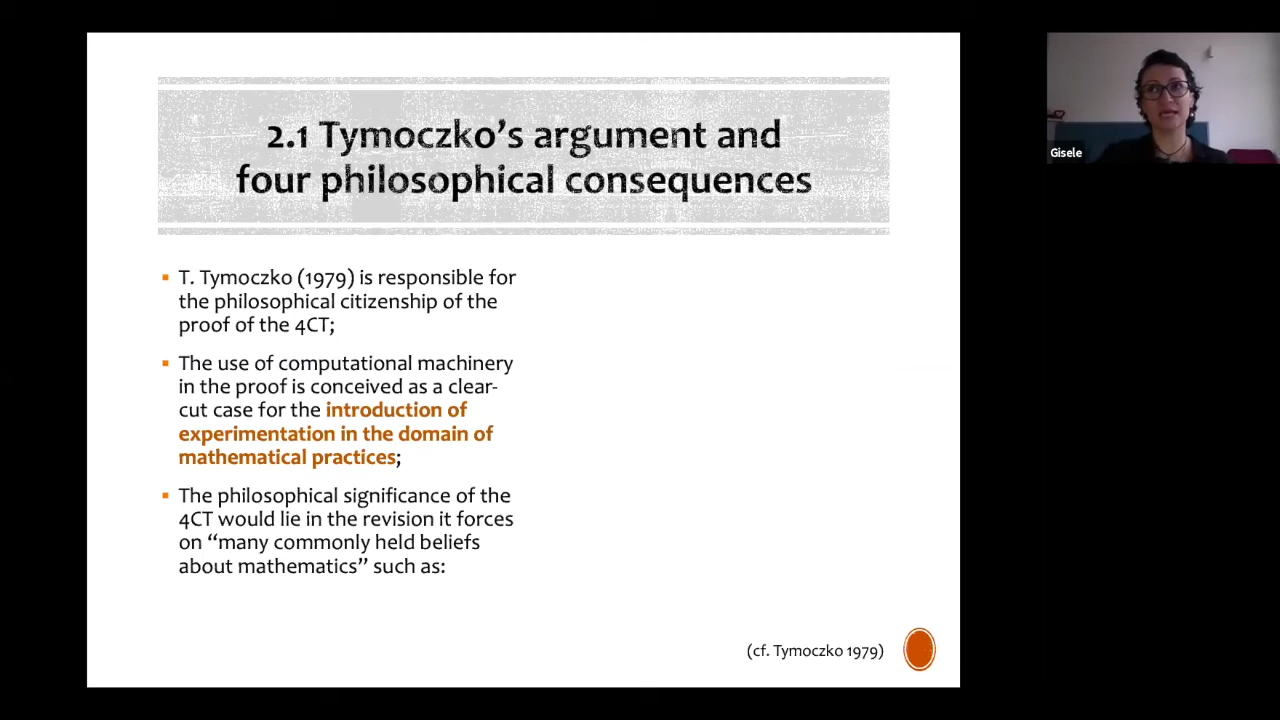 2.1 Tymoczko’s argument and
four philosophical consequences
▪ T. Tymoczko (1979) is responsible for
the philosophical citizenship of the
proof of the 4CT;
▪ The use of computational machinery
in the proof is conceived as a clear-
cut case for the introduction of
experimentation in the domain of
mathematical practices;
▪ The philosophical significance of the
4CT would lie in the revision it forces
on “many commonly held beliefs
about mathematics” such as:
(cf. Tymoczko 1979)
Gisele